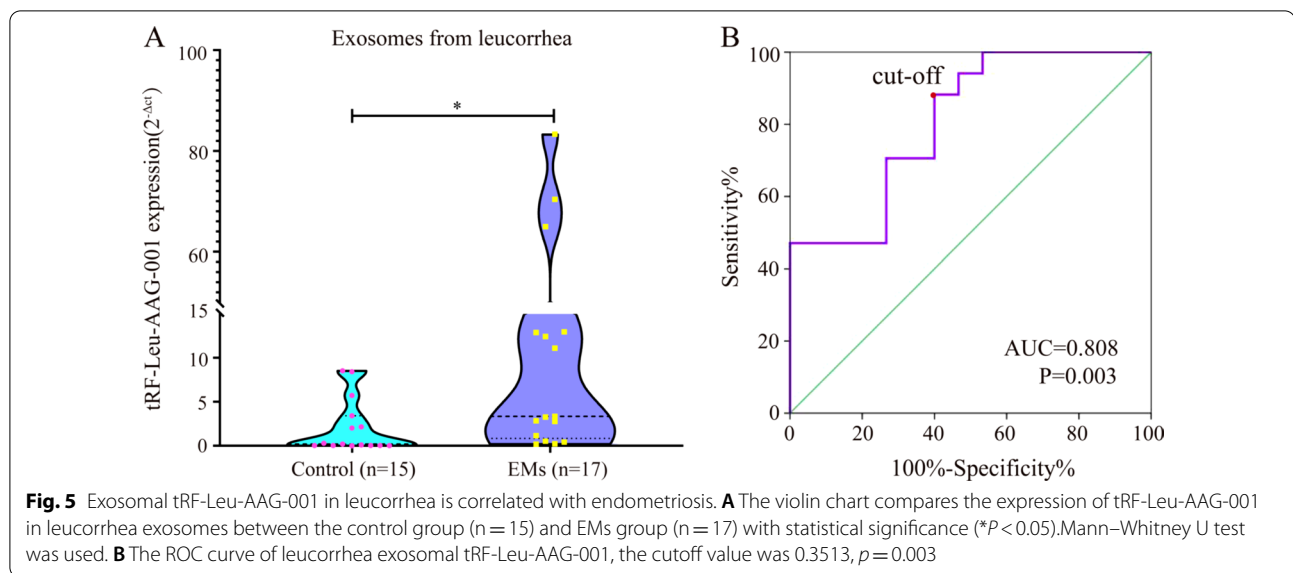 A
Exosomes from leucorrhea
tRF-Leu-AAG-001 expression(2^-Δct)
100
80
60
15
10
5
0
*
Control (n=15)
EMs (n=17)
B
cut-off
Sensitivity%
100
80
60
40
20
0
AUC=0.808
P=0.003
0
20
40
60
80
100
100%-Specificity%
Fig. 5 Exosomal tRF-Leu-AAG-001 in leucorrhea is correlated with endometriosis. A The violin chart compares the expression of tRF-Leu-AAG-001
in leucorrhea exosomes between the control group (n = 15) and EMs group (n = 17) with statistical significance (*P < 0.05).Mann–Whitney U test
was used. B The ROC curve of leucorrhea exosomal tRF-Leu-AAG-001, the cutoff value was 0.3513, p = 0.003